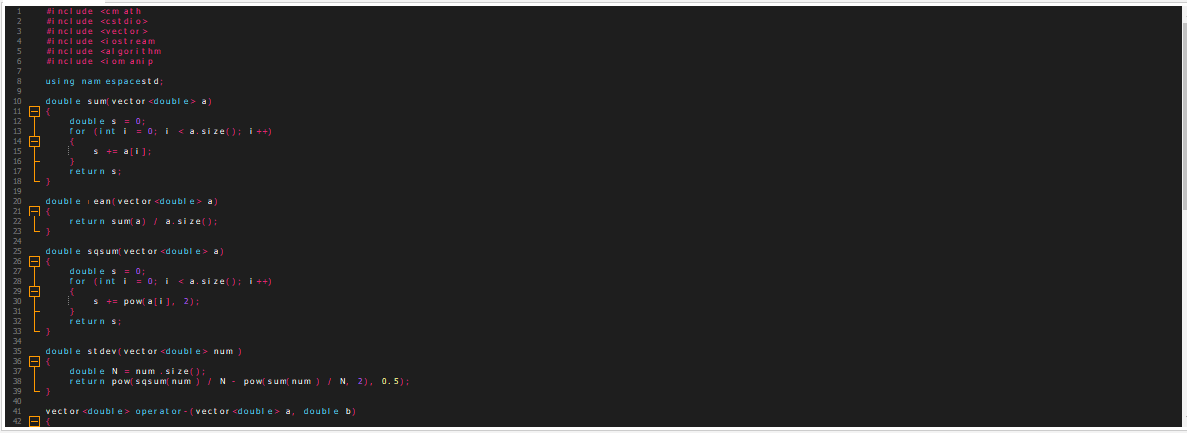 1 #include <cmath
2 #include <cstdio>
3 #include <vector>
4 #include <iostream
5 #include <algorithm
6 #include <iomanip
7
8 using namespacestd;
9
10 double sum(vector<double> a)
11 {
12 double s = 0;
13 for (int i = 0; i < a.size(); i++)
14 {
15 s += a[i];
16 }
17 return s;
18 }
19
20 double ean(vector<double> a)
21 {
22 return sum(a) / a.size();
23 }
24
25 double sqsum(vector<double> a)
26 {
27 double s = 0;
28 for (int i = 0; i < a.size(); i++)
29 {
30 s += pow(a[i], 2);
31 }
32 return s;
33 }
34
35 double stdev(vector<double> num)
36 {
37 double N = num.size();
38 return pow(sqsum(num) / N - pow(sum(num) / N, 2), 0.5);
39 }
40
41 vector<double> operator-(vector<double> a, double b)
42 {